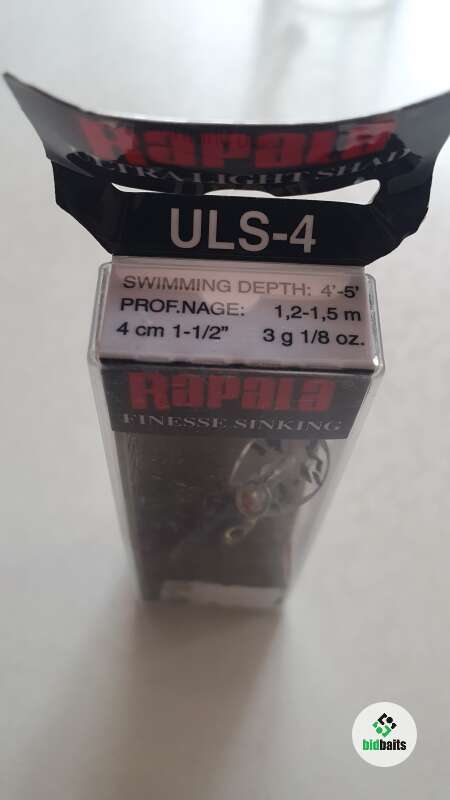 Rapala
ULTRA LIGHT SHAD
ULS-4
SWIMMING DEPTH: 4'-5'
PROF.NAGE: 1,2-1,5 m
4 cm 1-1/2" 3 g 1/8 oz.
Rapala
FINESSE SINKING
bidbaits